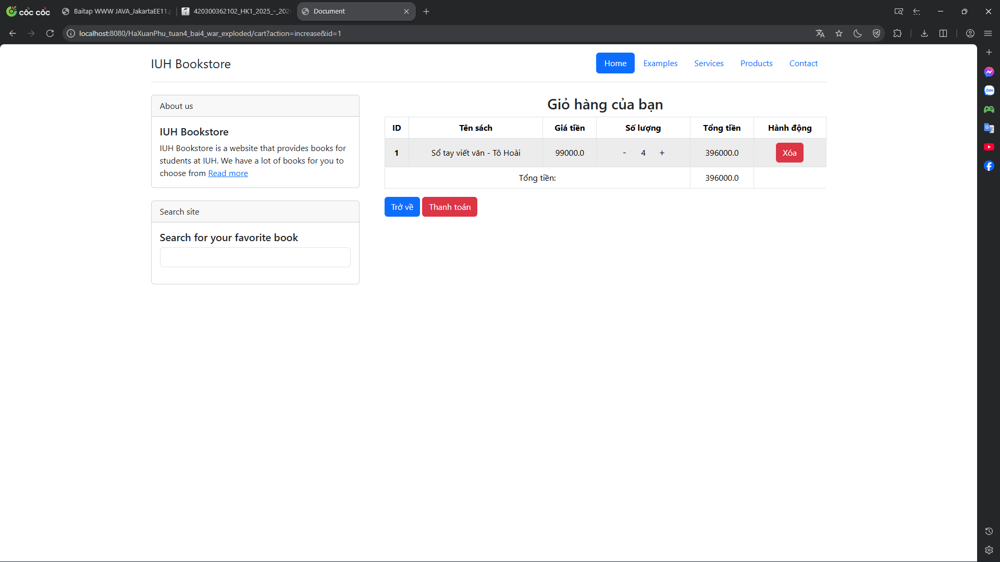 cốc cốc
Baitap WWW JAVA_JakartaEE11.p
420300362102_HK1_2025_-_202
Document
localhost:8080/HaXuanPhu_tuan4_bai4_war_exploded/cart?action=increase&id=1
IUH Bookstore
Home Examples Services Products Contact
About us
IUH Bookstore
IUH Bookstore is a website that provides books for
students at IUH. We have a lot of books for you to
choose from Read more
Search site
Search for your favorite book
Giỏ hàng của bạn
ID Tên sách Giá tiền Số lượng Tổng tiền Hành động
1 Sổ tay viết văn - Tô Hoài 99000.0 - 4 + 396000.0 Xóa
Tổng tiền: 396000.0
Trở về Thanh toán
Zalo